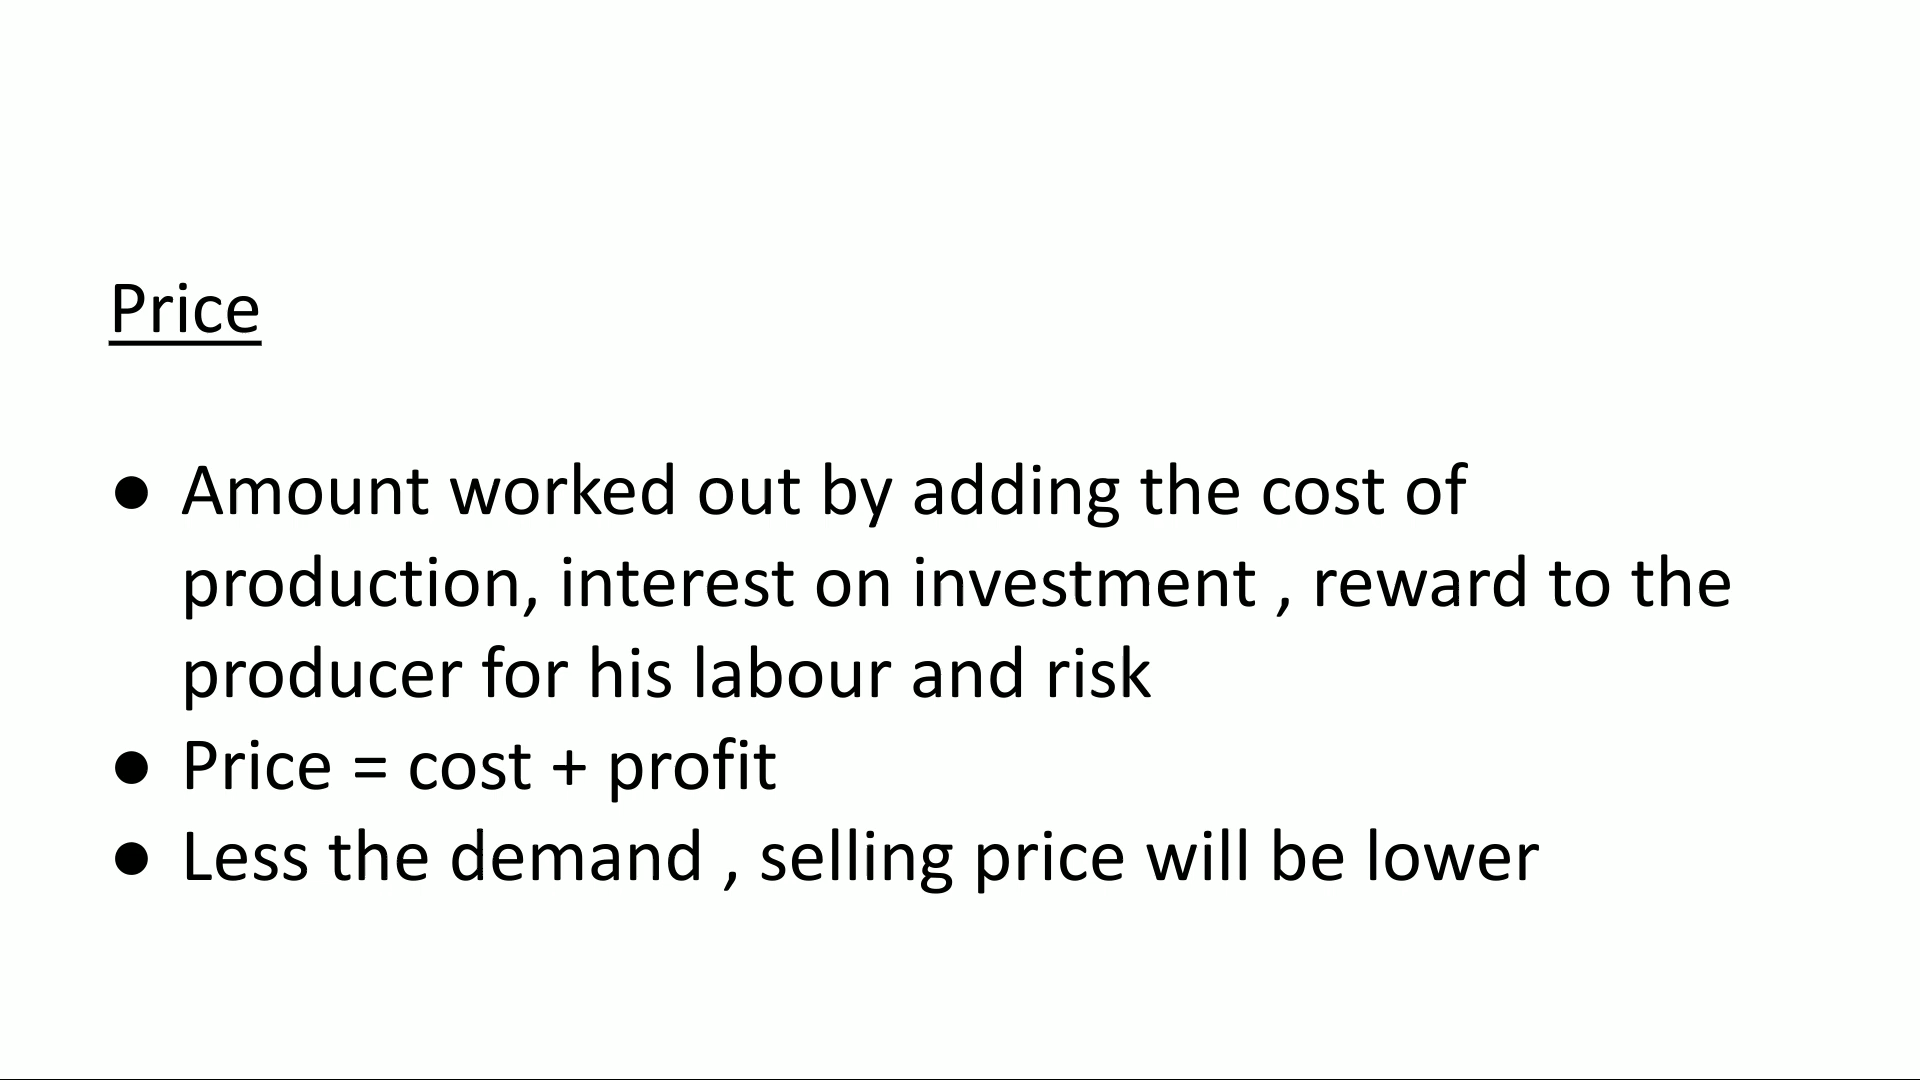 Price
● Amount worked out by adding the cost of
production, interest on investment , reward to the
producer for his labour and risk
● Price = cost + profit
● Less the demand , selling price will be lower